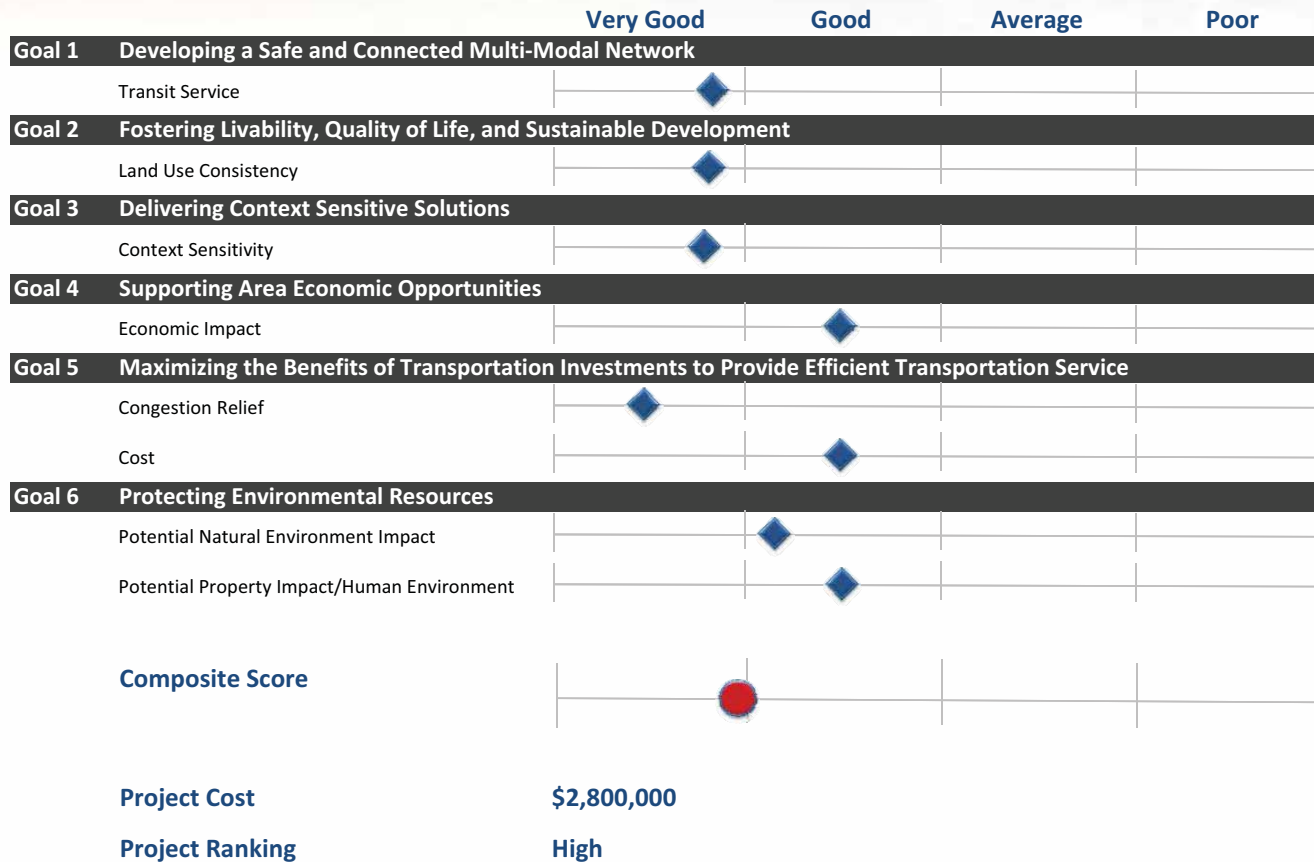 Very Good Good Average Poor
Goal 1 Developing a Safe and Connected Multi-Modal Network
Transit Service
Goal 2 Fostering Livability, Quality of Life, and Sustainable Development
Land Use Consistency
Goal 3 Delivering Context Sensitive Solutions
Context Sensitivity
Goal 4 Supporting Area Economic Opportunities
Economic Impact
Goal 5 Maximizing the Benefits of Transportation Investments to Provide Efficient Transportation Service
Congestion Relief
Cost
Goal 6 Protecting Environmental Resources
Potential Natural Environment Impact
Potential Property Impact/Human Environment
Composite Score
Project Cost $2,800,000
Project Ranking High